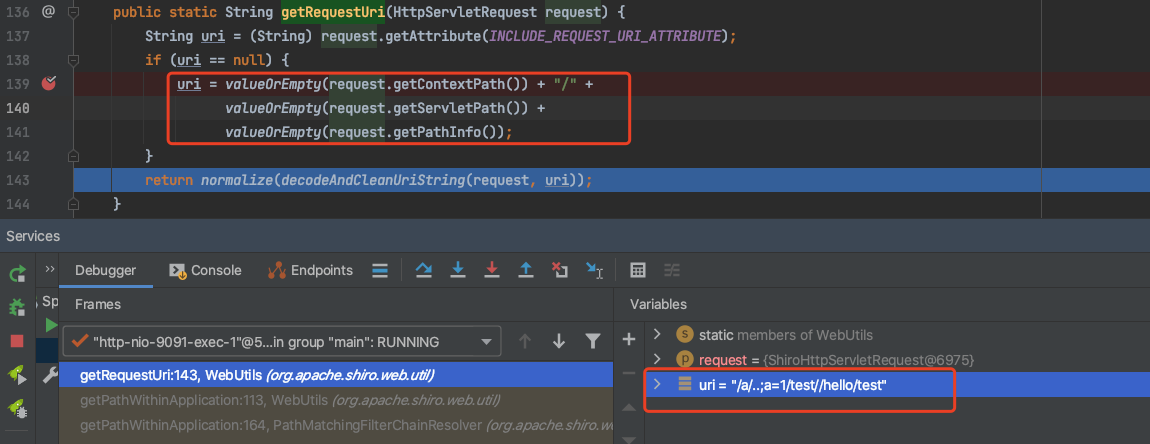 136 @ public static String getRequestUri(HttpServletRequest request) {
137 String uri = (String) request.getAttribute(INCLUDE_REQUEST_URI_ATTRIBUTE);
138 if (uri == null) {
139 uri = valueOrEmpty(request.getContextPath()) + "/" +
140 valueOrEmpty(request.getServletPath()) +
141 valueOrEmpty(request.getPathInfo());
142 }
143 return normalize(decodeAndCleanUriString(request, uri));
144 }
Services
>> Debugger Console Endpoints
Sp
Frames
Variables
"http-nio-9091-exec-1"@5...in group "main": RUNNING
getRequestUri:143, WebUtils (org.apache.shiro.web.util)
getPathWithinApplication:113, WebUtils (org.apache.shiro.web.util)
getPathWithinApplication:164, PathMatchingFilterChainResolver (org.apache.shiro.we
static members of WebUtils
request = {ShiroHttpServletRequest@6975}
uri = "/a/..;a=1/test//hello/test"